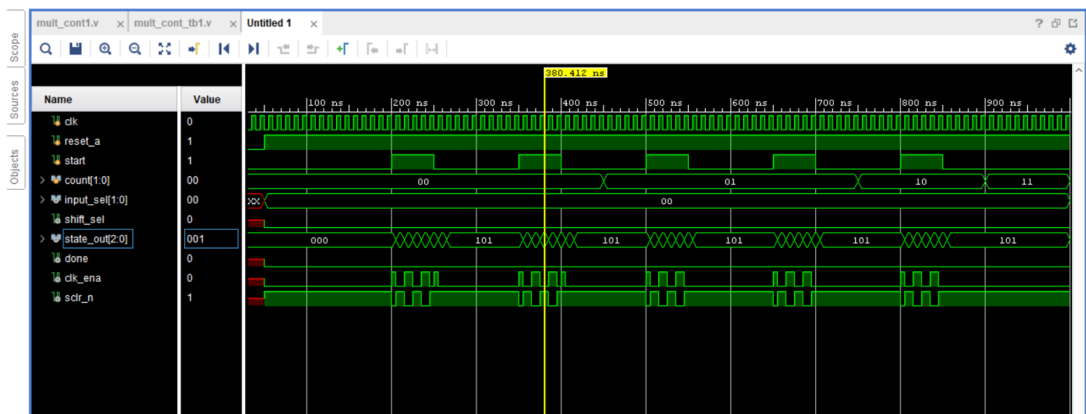 mult_cont1.v × mult_cont_tb1.v × Untitled 1 ×
Scope
Sources
Objects
380.412 ns
Name Value
100 ns 200 ns 300 ns 400 ns 500 ns 600 ns 700 ns 800 ns 900 ns
clk 0
reset_a 1
start 1
count[1:0] 00 00 01 10 11
input_sel[1:0] 00 XX 00
shift_sel 0
state_out[2:0] 001 000 101 101 101 101 101
done 0
clk_ena 0
sclr_n 1